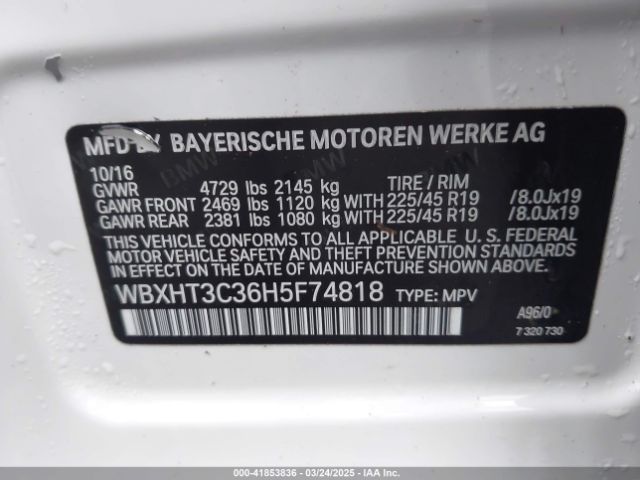 MFD BY BAYERISCHE MOTOREN WERKE AG
10/16
GVWR 4729 lbs 2145 kg TIRE / RIM
GAWR FRONT 2469 lbs 1120 kg WITH 225/45 R19 /8.0Jx19
GAWR REAR 2381 lbs 1080 kg WITH 225/45 R19 /8.0Jx19
THIS VEHICLE CONFORMS TO ALL APPLICABLE U. S. FEDERAL
MOTOR VEHICLE SAFETY AND THEFT PREVENTION STANDARDS
IN EFFECT ON THE DATE OF MANUFACTURE SHOWN ABOVE.
WBXHT3C36H5F74818 TYPE: MPV
A96/0
7 320 730
000-41853836 - 03/24/2025 - IAAI.COM